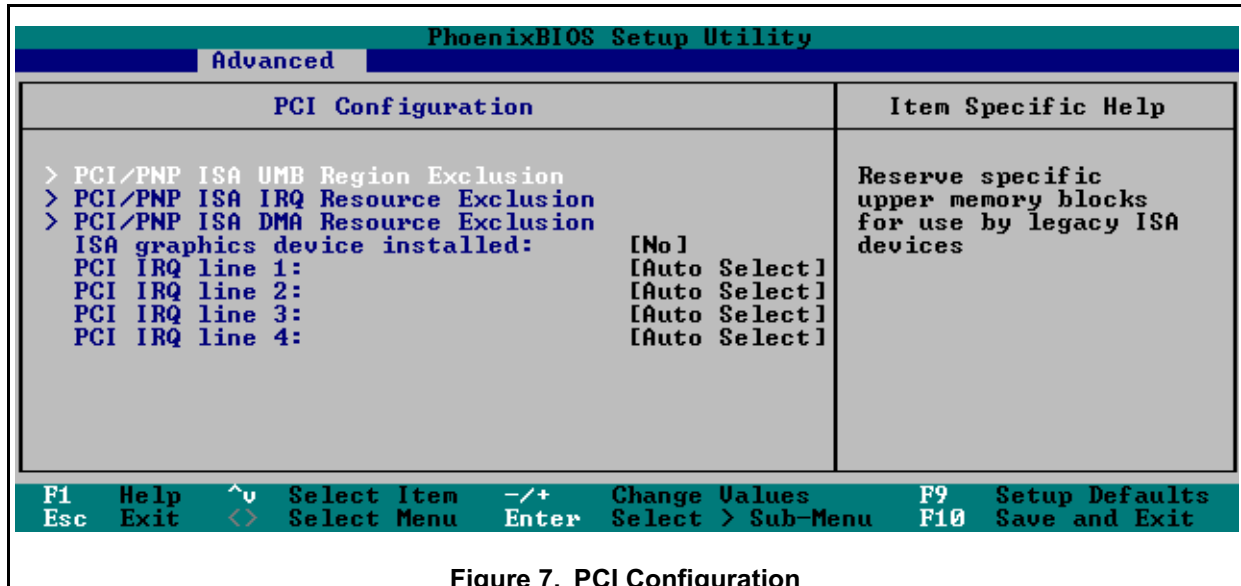 PhoenixBIOS Setup Utility
Advanced
PCI Configuration
Item Specific Help
> PCI/PNP ISA UMB Region Exclusion
> PCI/PNP ISA IRQ Resource Exclusion
> PCI/PNP ISA DMA Resource Exclusion
ISA graphics device installed: [No]
PCI IRQ line 1: [Auto Select]
PCI IRQ line 2: [Auto Select]
PCI IRQ line 3: [Auto Select]
PCI IRQ line 4: [Auto Select]
Reserve specific
upper memory blocks
for use by legacy ISA
devices
F1 Help ^v Select Item -/+ Change Values F9 Setup Defaults
Esc Exit <> Select Menu Enter Select > Sub-Menu F10 Save and Exit
Figure 7. PCI Configuration